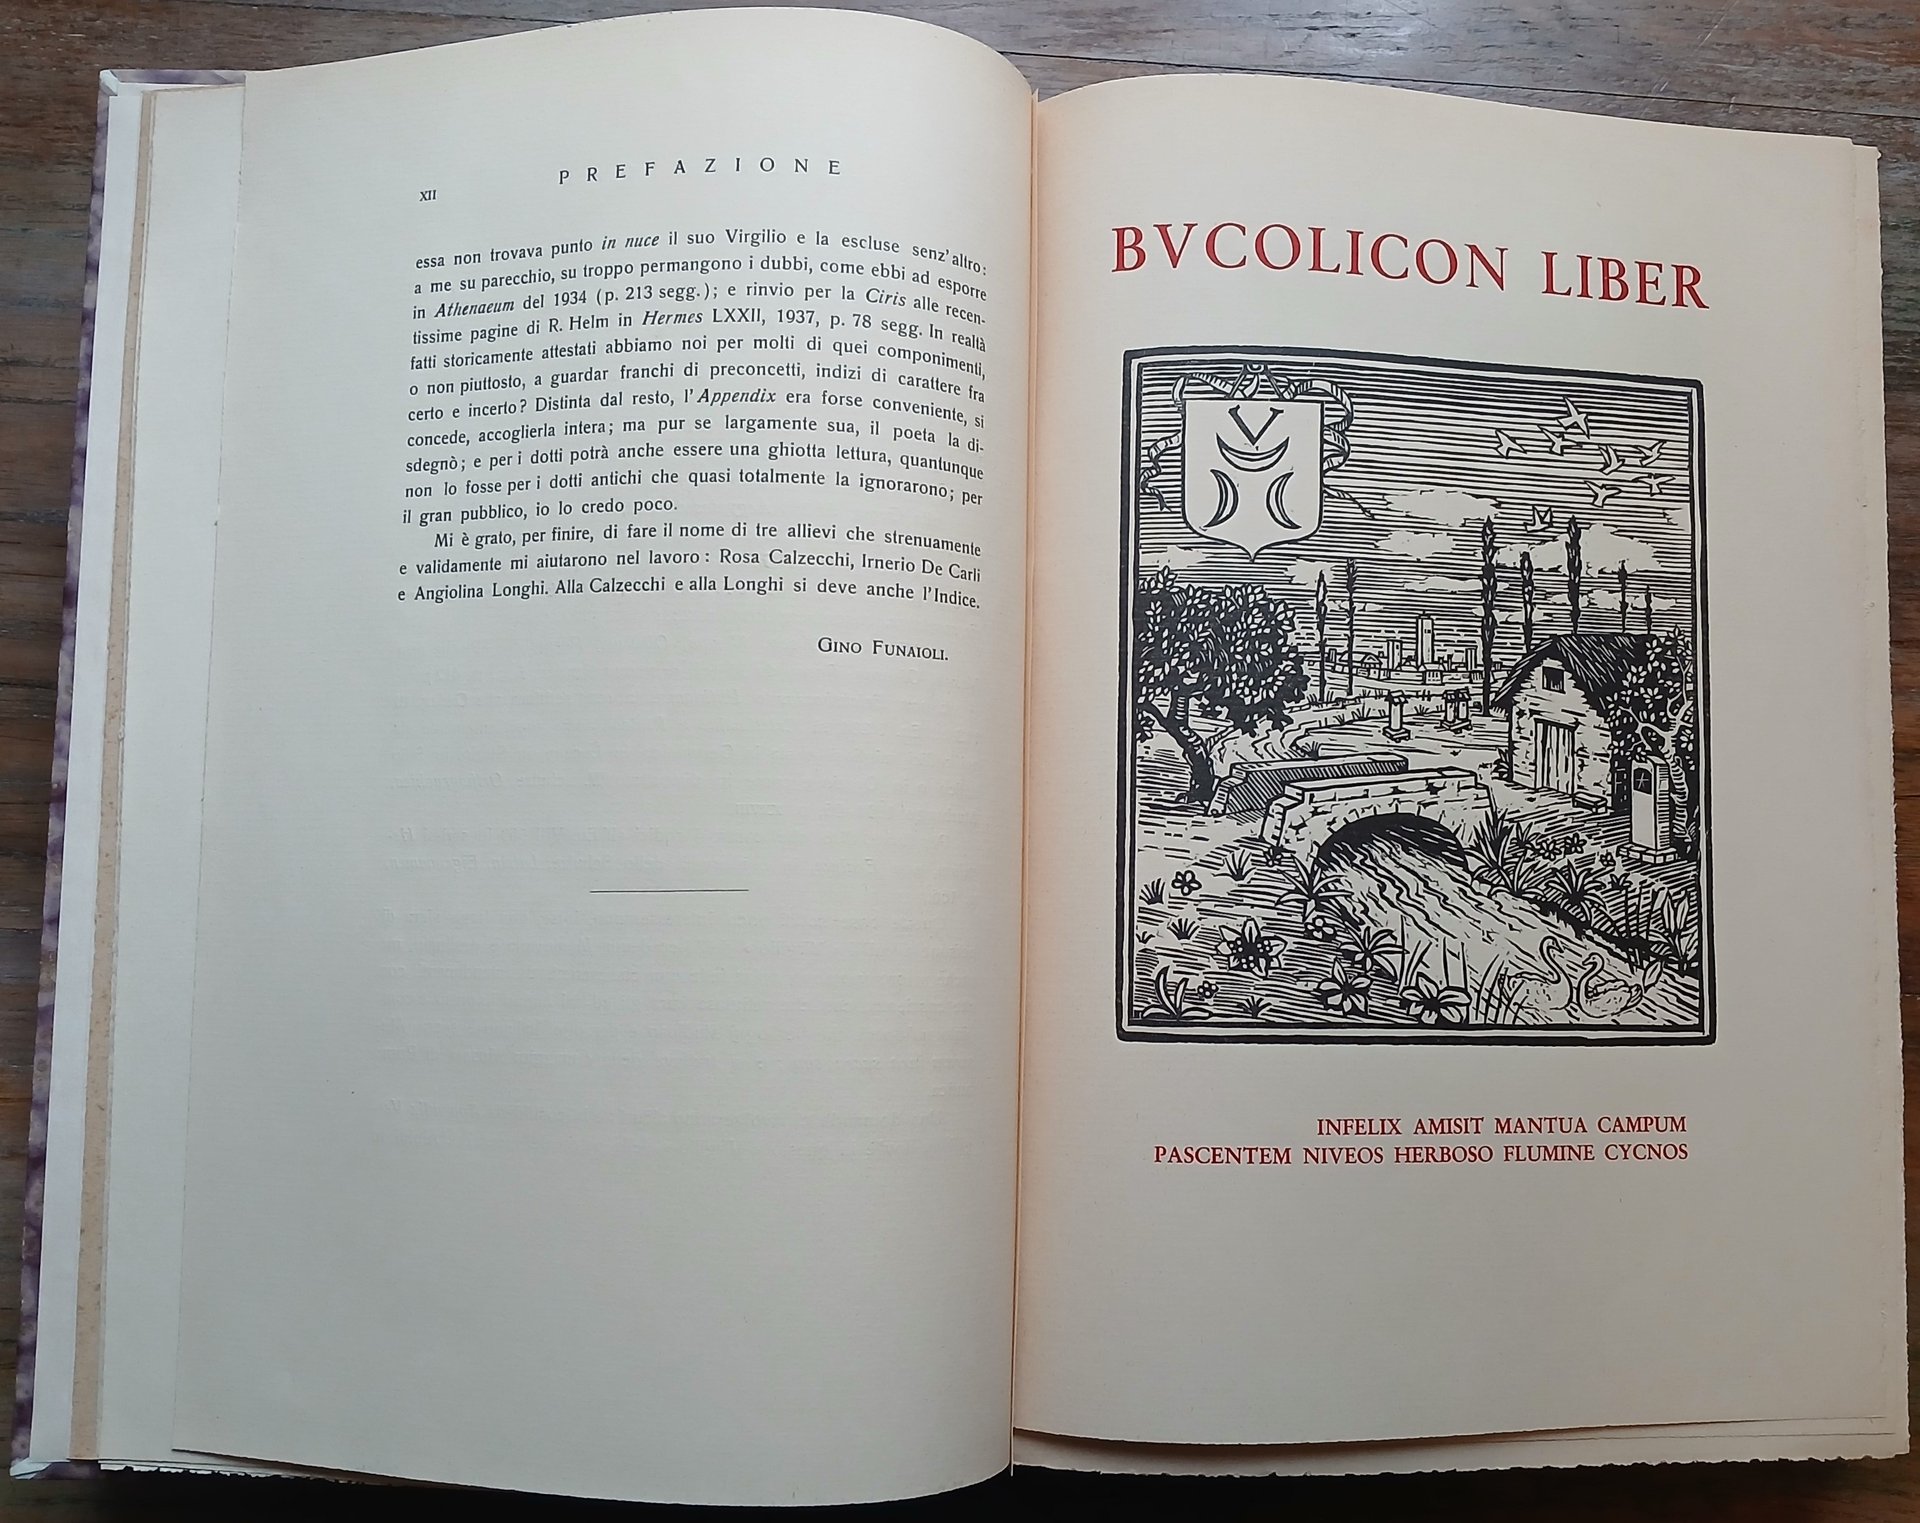 PREFAZIONE
XII
essa non trovava punto in nuce il suo Virgilio e la escluse senz'altro:
a me su parecchio, su troppo permangono i dubbi, come ebbi ad esporre
in Athenaeum del 1934 (p. 213 segg.); e rinvio per la Ciris alle recen-
tissime pagine di R. Helm in Hermes LXXII, 1937, p. 78 segg. In realtà
fatti storicamente attestati abbiamo noi per molti di quei componimenti,
o non piuttosto, a guardar franchi di preconcetti, indizi di carattere fra
certo e incerto? Distinta dal resto, l'Appendix era forse conveniente, si
concede, accoglierla intera; ma pur se largamente sua, il poeta la di-
sdegnò; e per i dotti potrà anche essere una ghiotta lettura, quantunque
non lo fosse per i dotti antichi che quasi totalmente la ignorarono; per
il gran pubblico, io lo credo poco.
Mi è grato, per finire, di fare il nome di tre allievi che strenuamente
e validamente mi aiutarono nel lavoro: Rosa Calzecchi, Irnerio De Carli
e Angiolina Longhi. Alla Calzecchi e alla Longhi si deve anche l'Indice.
GINO FUNAIOLI.
BVCOLICON LIBER
V
INFELIX AMISIT MANTUA CAMPUM
PASCENTEM NIVEOS HERBOSO FLUMINE CYCNOS